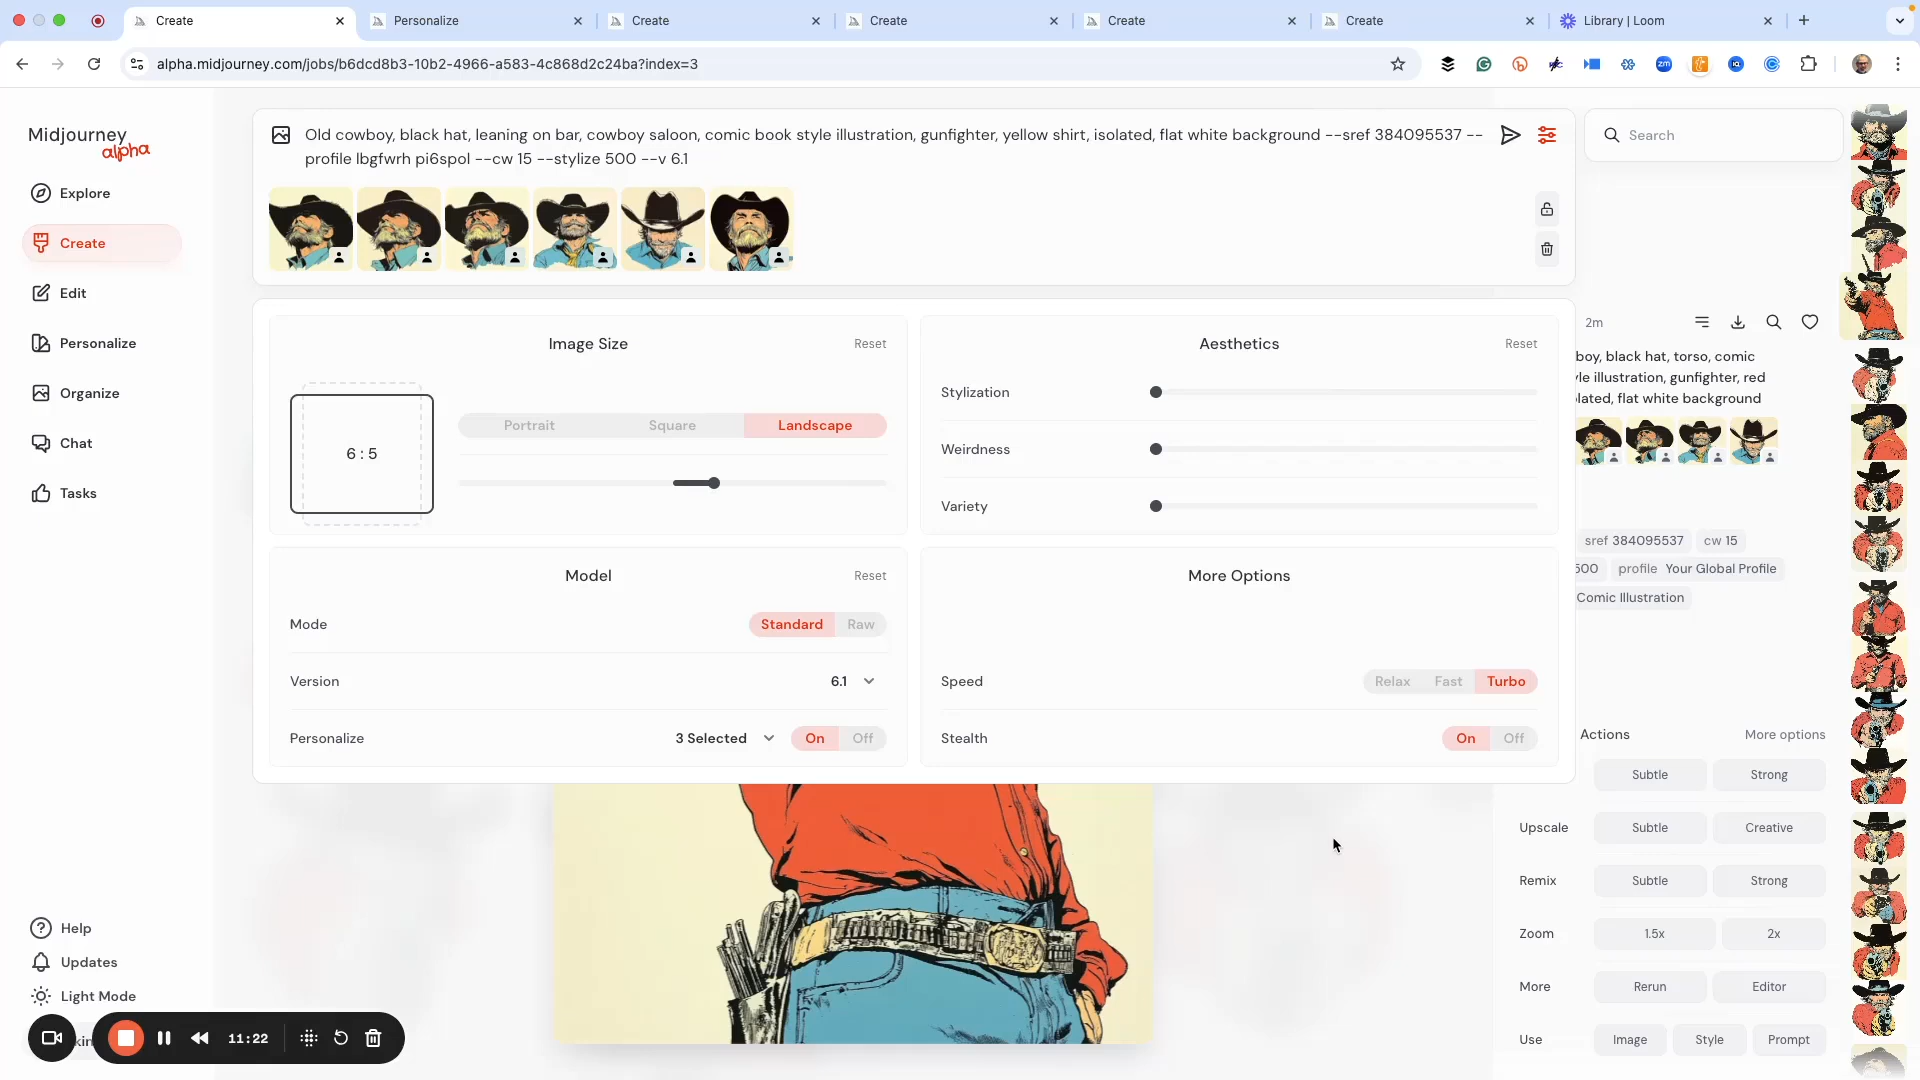 Create
Personalize
Create
Create
Create
Create
Library | Loom
alpha.midjourney.com/jobs/b6dcd8b3-10b2-4966-a583-4c868d2c24ba?index=3
Midjourney
alpha
Explore
Create
Edit
Personalize
Organize
Chat
Tasks
Help
Updates
Light Mode
11:22
Old cowboy, black hat, leaning on bar, cowboy saloon, comic book style illustration, gunfighter, yellow shirt, isolated, flat white background --sref 384095537 --
profile lbgfwrh pi6spol --cw 15 --stylize 500 --v 6.1
Search
Image Size
Reset
6 : 5
Portrait
Square
Landscape
Aesthetics
Reset
Stylization
Weirdness
Variety
Model
Reset
Mode
Standard
Raw
Version
6.1
Personalize
3 Selected
On
Off
More Options
Speed
Relax
Fast
Turbo
Stealth
On
Off
2m
boy, black hat, torso, comic
le illustration, gunfighter, red
lated, flat white background
sref 384095537
cw 15
500
profile Your Global Profile
Comic Illustration
Actions
More options
Subtle
Strong
Upscale
Subtle
Creative
Remix
Subtle
Strong
Zoom
1.5x
2x
More
Rerun
Editor
Use
Image
Style
Prompt